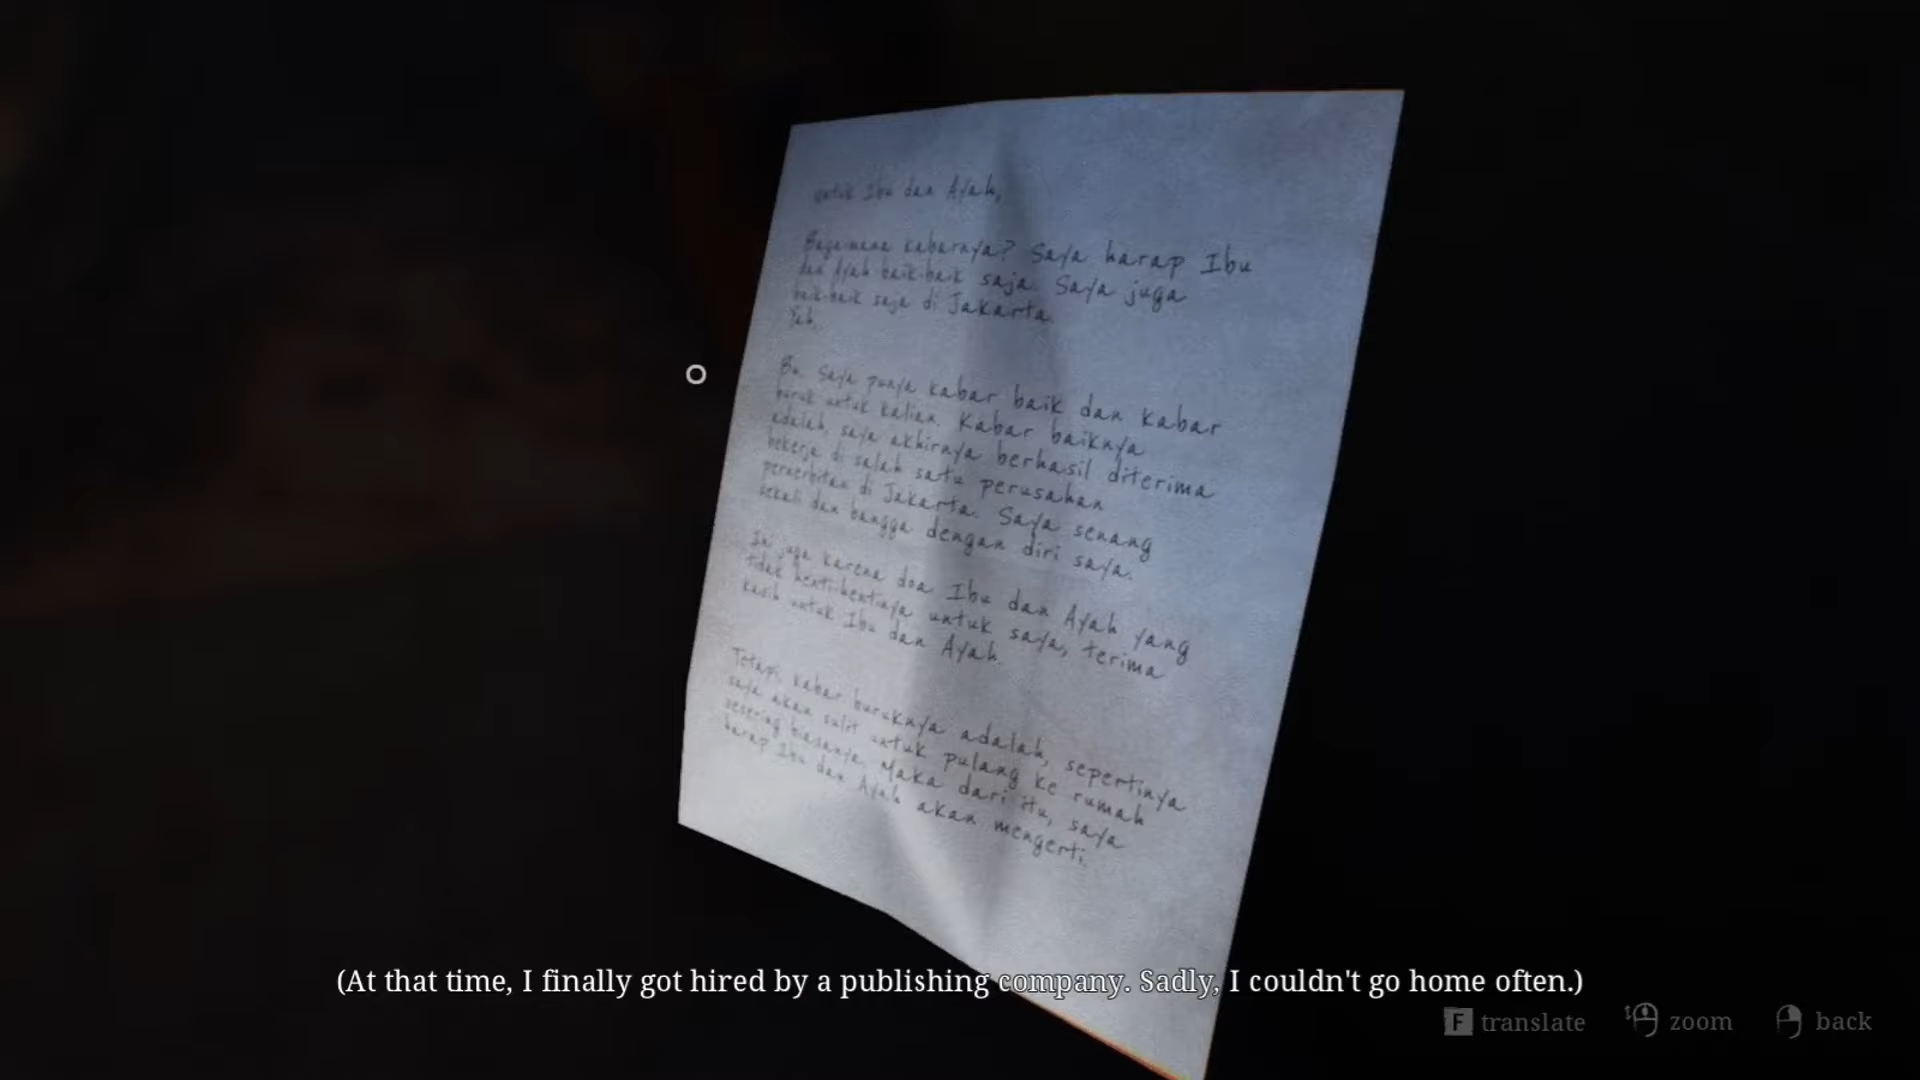 untuk Ibu dan Ayah,
Bagaimana kabarnya? Saya harap Ibu
dan Ayah baik-baik saja. Saya juga
baik-baik saja di Jakarta.
Yah,
Bu. Saya punya kabar baik dan kabar
buruk untuk kalian. Kabar baiknya
adalah, saya akhirnya berhasil diterima
bekerja di salah satu perusahan
penerbitan di Jakarta. Saya senang
sekali dan bangga dengan diri saya.
Ini juga karena doa Ibu dan Ayah yang
tidak henti-hentinya untuk saya, terima
kasih untuk Ibu dan Ayah.
Tetapi, kabar buruknya adalah, sepertinya
saya akan sulit untuk pulang ke rumah
sesering biasanya. Maka dari itu, saya
harap Ibu dan Ayah akan mengerti.
(At that time, I finally got hired by a publishing company. Sadly, I couldn't go home often.)
F translate zoom back